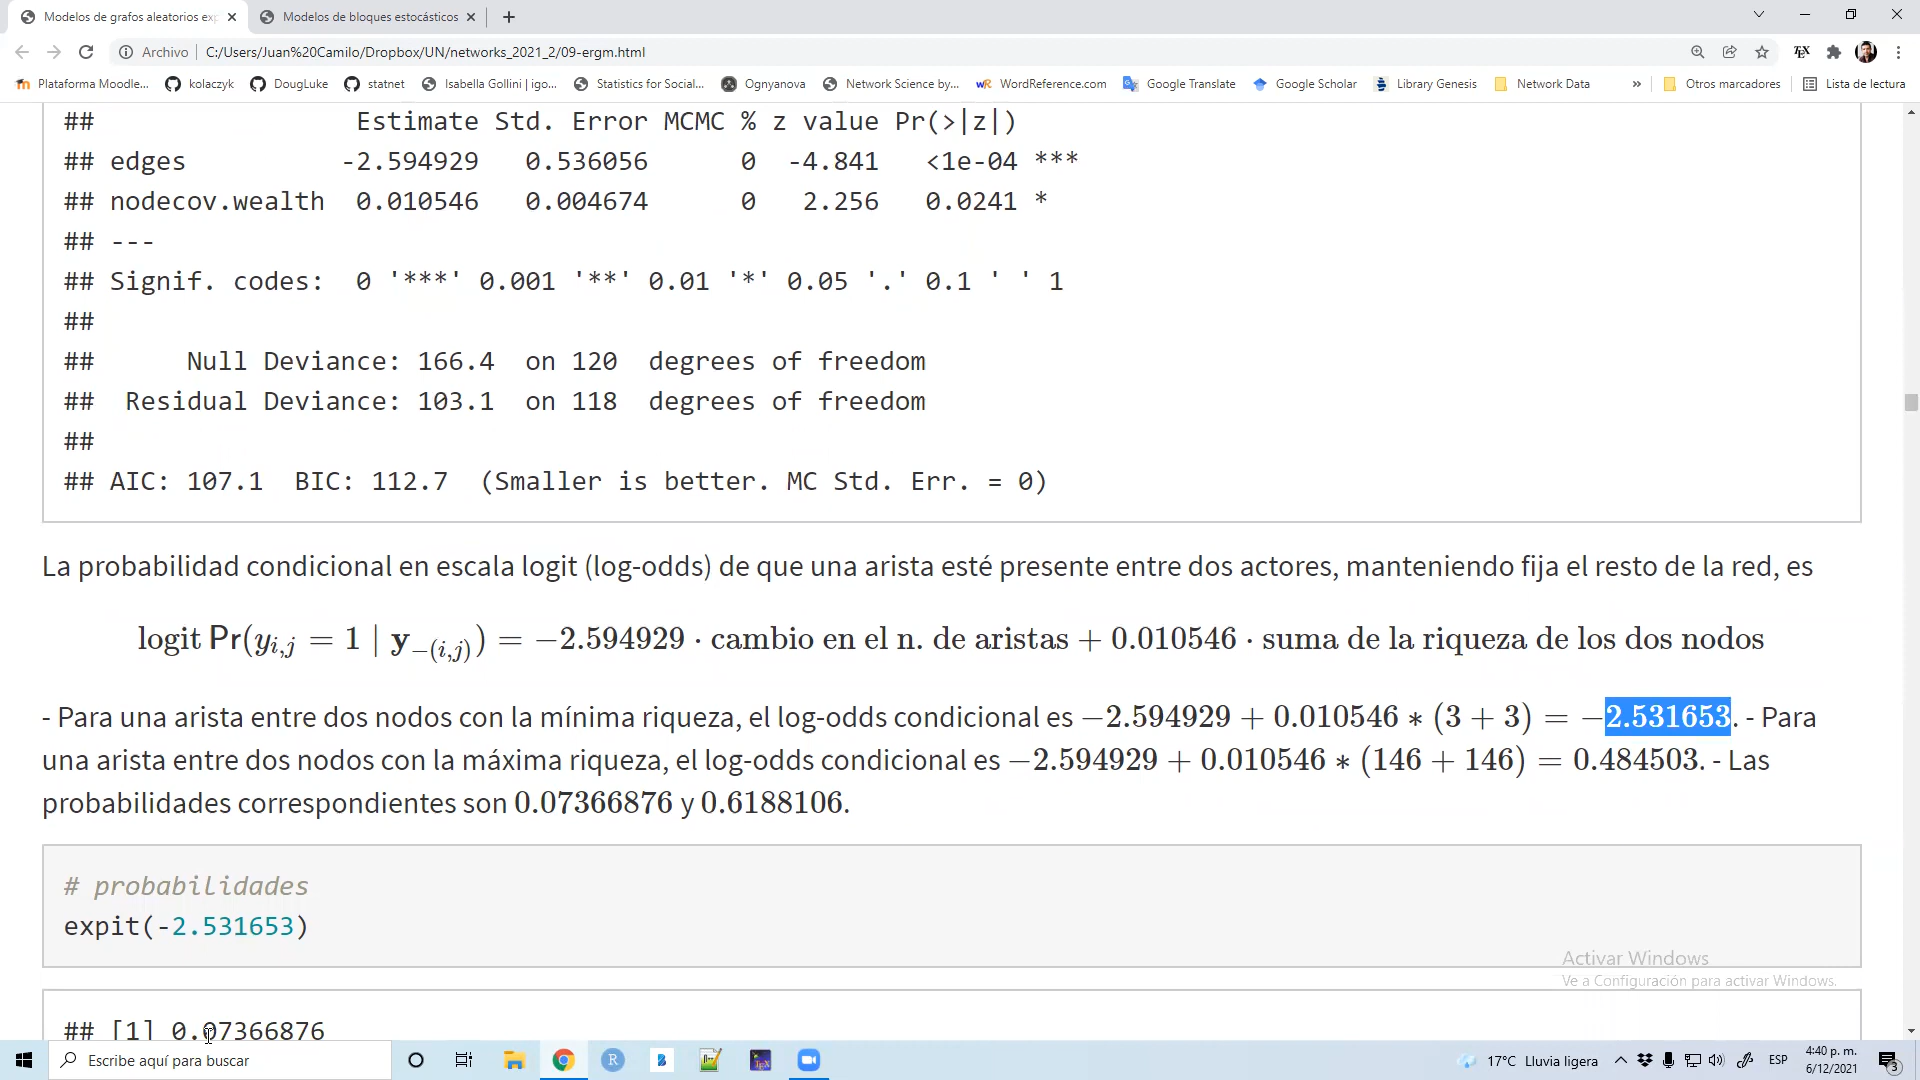 Modelos de grafos aleatorios exp
Modelos de bloques estocásticos
Archivo C:/Users/Juan%20Camilo/Dropbox/UN/networks_2021_2/09-ergm.html
Plataforma Moodle... kolaczyk DougLuke statnet Isabella Gollini | igo... Statistics for Social... Ognyanova Network Science by... WordReference.com Google Translate Google Scholar Library Genesis Network Data » Otros marcadores Lista de lectura
## Estimate Std. Error MCMC % z value Pr(>|z|)
## edges -2.594929 0.536056 0 -4.841 <1e-04 ***
## nodecov.wealth 0.010546 0.004674 0 2.256 0.0241 *
## ---
## Signif. codes: 0 '***' 0.001 '**' 0.01 '*' 0.05 '.' 0.1 ' ' 1
##
## Null Deviance: 166.4 on 120 degrees of freedom
## Residual Deviance: 103.1 on 118 degrees of freedom
##
## AIC: 107.1 BIC: 112.7 (Smaller is better. MC Std. Err. = 0)
La probabilidad condicional en escala logit (log-odds) de que una arista esté presente entre dos actores, manteniendo fija el resto de la red, es
logit Pr(y_{i,j} = 1 | y_{-(i,j)}) = −2.594929 · cambio en el n. de aristas + 0.010546 · suma de la riqueza de los dos nodos
- Para una arista entre dos nodos con la mínima riqueza, el log-odds condicional es −2.594929 + 0.010546 ∗ (3 + 3) = −2.531653. - Para
una arista entre dos nodos con la máxima riqueza, el log-odds condicional es −2.594929 + 0.010546 ∗ (146 + 146) = 0.484503. - Las
probabilidades correspondientes son 0.07366876 y 0.6188106.
# probabilidades
expit(-2.531653)
Activar Windows
Ve a Configuración para activar Windows.
## [1] 0.07366876
Escribe aquí para buscar
17°C Lluvia ligera
ESP
4:40 p. m.
6/12/2021
3